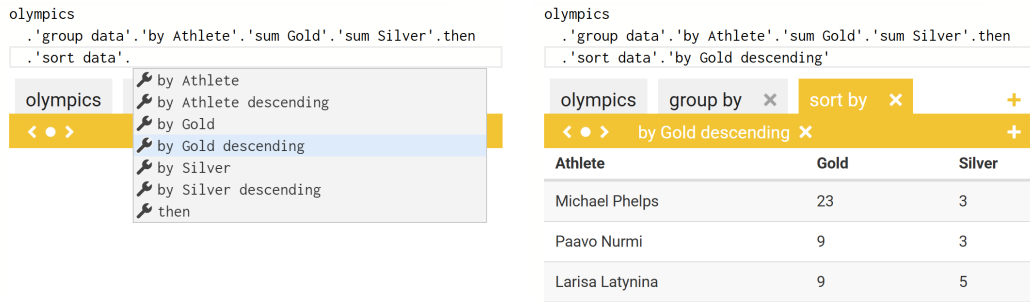 olympics
.'group data'.'by Athlete'.'sum Gold'.'sum Silver'.then
.'sort data'.
by Athlete
by Athlete descending
by Gold
by Gold descending
by Silver
by Silver descending
then
olympics
olympics
.'group data'.'by Athlete'.'sum Gold'.'sum Silver'.then
.'sort data'.'by Gold descending'
olympics group by × sort by × +
< > by Gold descending × +
Athlete Gold Silver
Michael Phelps 23 3
Paavo Nurmi 9 3
Larisa Latynina 9 5